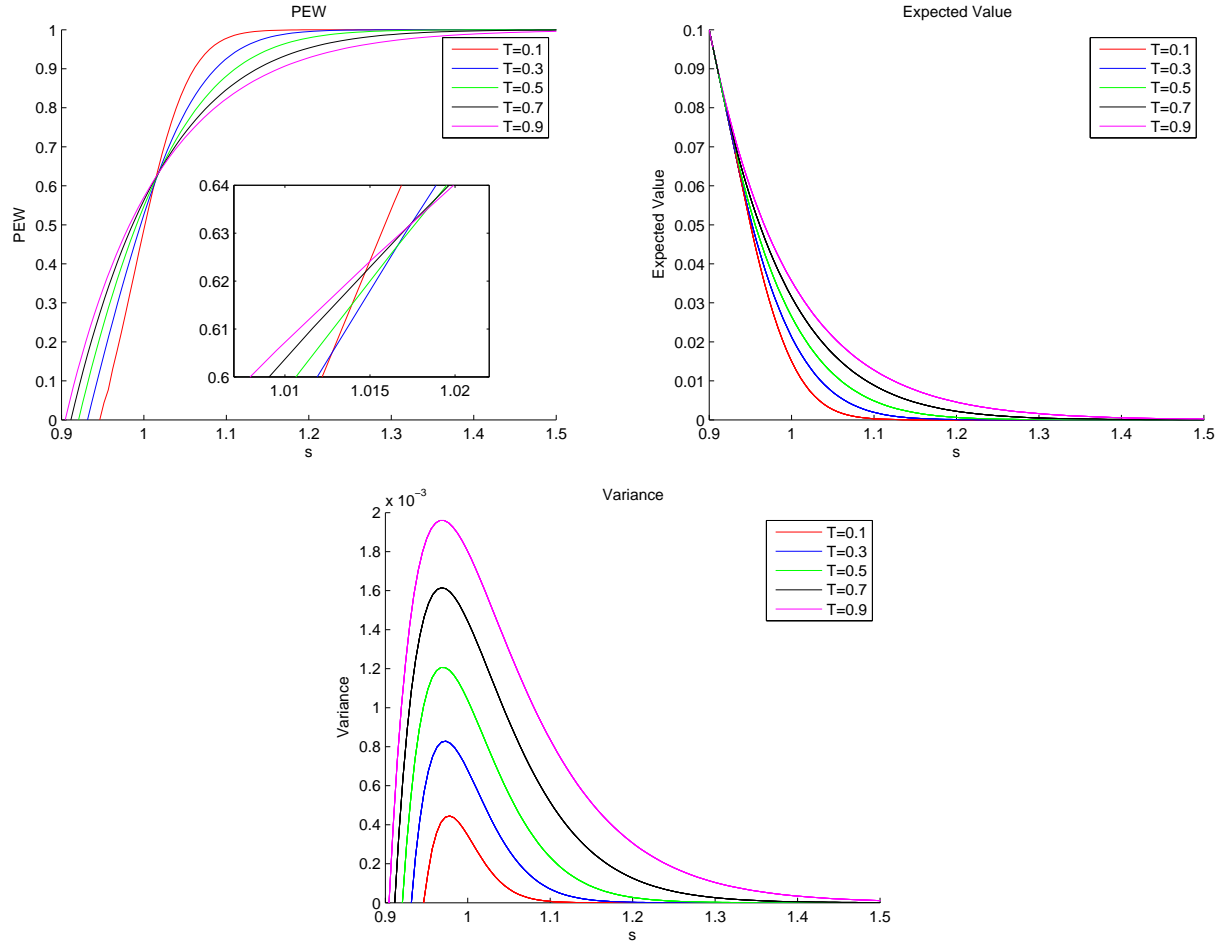 PEW
1
0.9
0.8
0.7
0.6
0.5
0.4
0.3
0.2
0.1
0
PEW
0.9 1 1.1 1.2 1.3 1.4 1.5
s
T=0.1
T=0.3
T=0.5
T=0.7
T=0.9
0.64
0.63
0.62
0.61
0.6
1.01 1.015 1.02
Expected Value
0.1
0.09
0.08
0.07
0.06
0.05
0.04
0.03
0.02
0.01
0
Expected Value
0.9 1 1.1 1.2 1.3 1.4 1.5
s
T=0.1
T=0.3
T=0.5
T=0.7
T=0.9
Variance
x 10⁻³
2
1.8
1.6
1.4
1.2
1
0.8
0.6
0.4
0.2
0
Variance
0.9 1 1.1 1.2 1.3 1.4 1.5
s
T=0.1
T=0.3
T=0.5
T=0.7
T=0.9